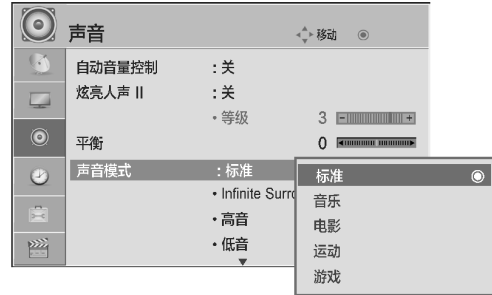 声音
移动
自动音量控制 : 关
炫亮人声 II : 关
• 等级 3 - +
平衡 0
声音模式 : 标准
• Infinite Surro
• 高音
• 低音
标准
音乐
电影
运动
游戏